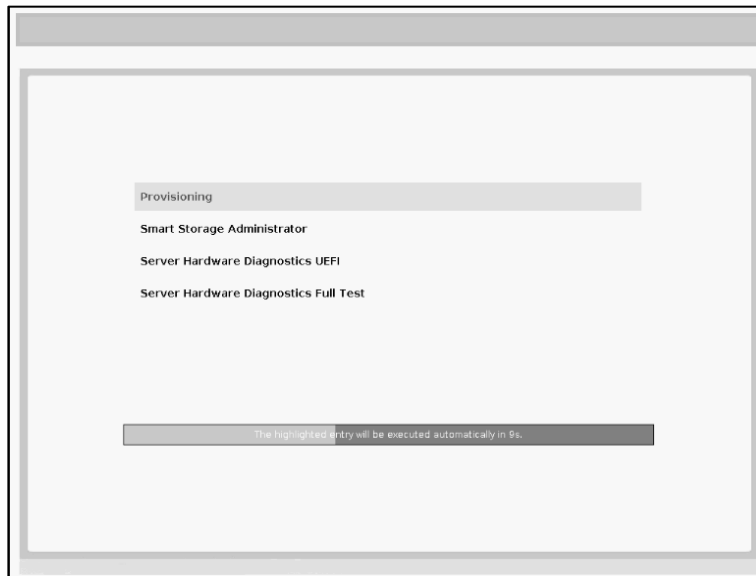 Provisioning
Smart Storage Administrator
Server Hardware Diagnostics UEFI
Server Hardware Diagnostics Full Test
The highlighted entry will be executed automatically in 9s.